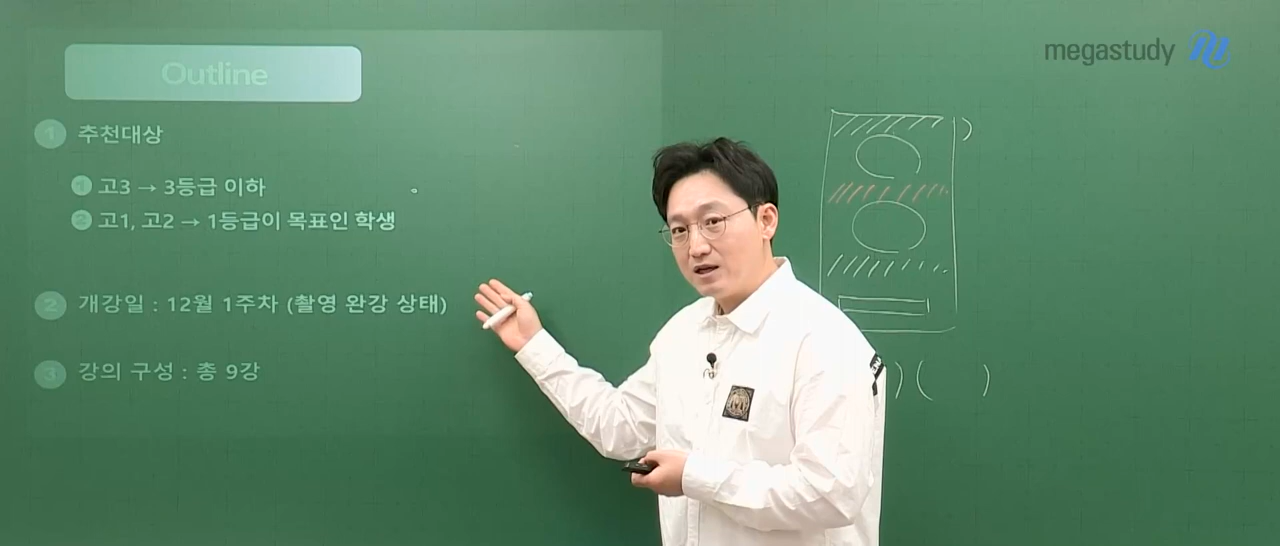 Outline
1 추천대상
1 고3 → 3등급 이하
2 고1, 고2 → 1등급이 목표인 학생
2 개강일 : 12월 1주차 (촬영 완강 상태)
3 강의 구성 : 총 9강
megastudy M
) ( )